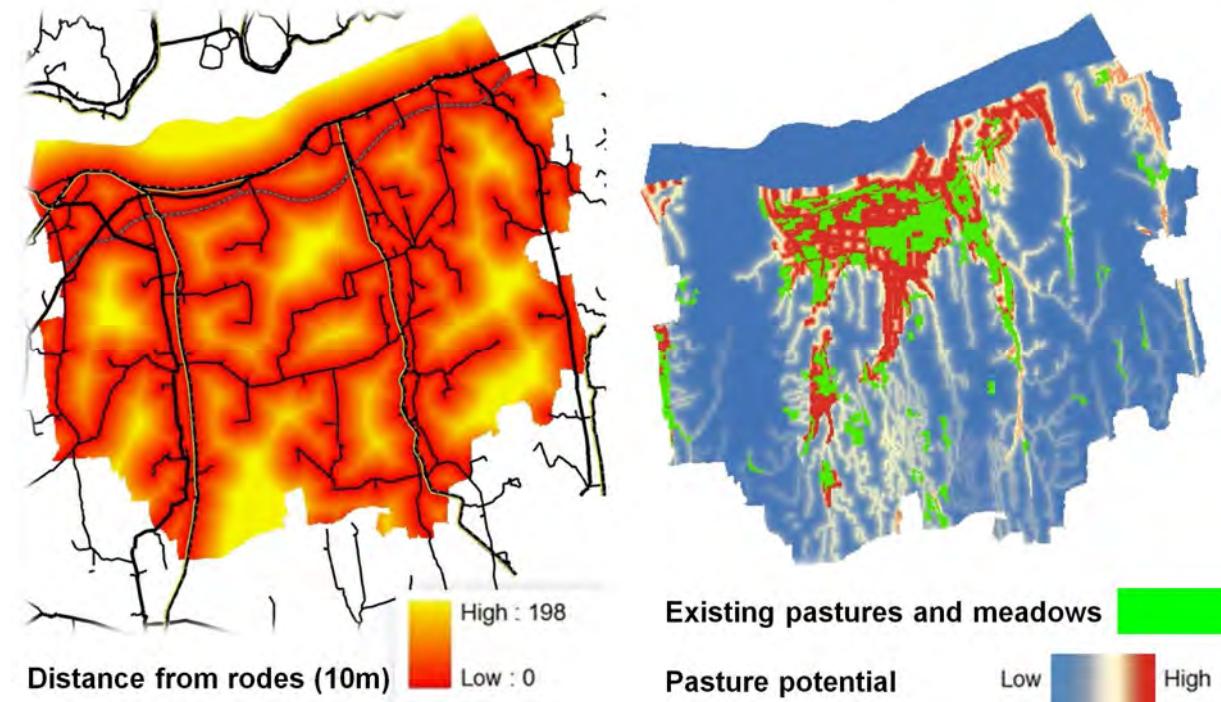 High : 198
Low : 0
Distance from rodes (10m)
Existing pastures and meadows
Pasture potential
Low
High